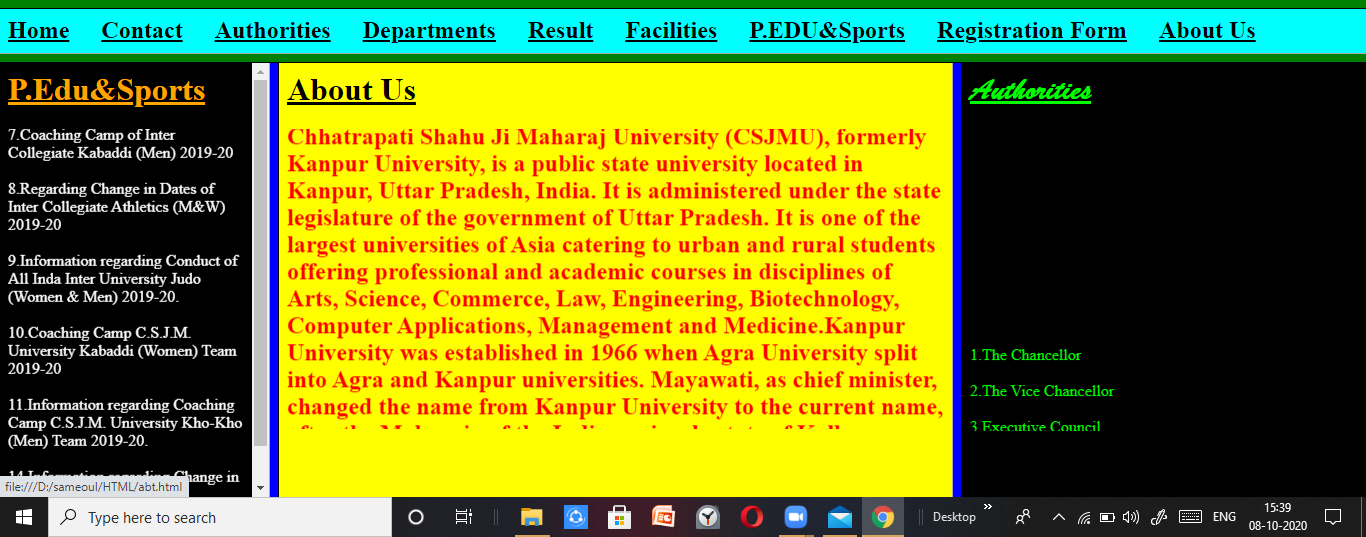 Home Contact Authorities Departments Result Facilities P.EDU&Sports Registration Form About Us
P.Edu&Sports
7.Coaching Camp of Inter
Collegiate Kabaddi (Men) 2019-20
8.Regarding Change in Dates of
Inter Collegiate Athletics (M&W)
2019-20
9.Information regarding Conduct of
All Inda Inter University Judo
(Women & Men) 2019-20.
10.Coaching Camp C.S.J.M.
University Kabaddi (Women) Team
2019-20
11.Information regarding Coaching
Camp C.S.J.M. University Kho-Kho
(Men) Team 2019-20.
14.Information regarding Change in
file:///D:/sameoul/HTML/abt.html
About Us
Chhatrapati Shahu Ji Maharaj University (CSJMU), formerly
Kanpur University, is a public state university located in
Kanpur, Uttar Pradesh, India. It is administered under the state
legislature of the government of Uttar Pradesh. It is one of the
largest universities of Asia catering to urban and rural students
offering professional and academic courses in disciplines of
Arts, Science, Commerce, Law, Engineering, Biotechnology,
Computer Applications, Management and Medicine.Kanpur
University was established in 1966 when Agra University split
into Agra and Kanpur universities. Mayawati, as chief minister,
changed the name from Kanpur University to the current name,
Authorities
1.The Chancellor
2.The Vice Chancellor
3.Executive Council
Type here to search
Desktop
ENG
15:39
08-10-2020